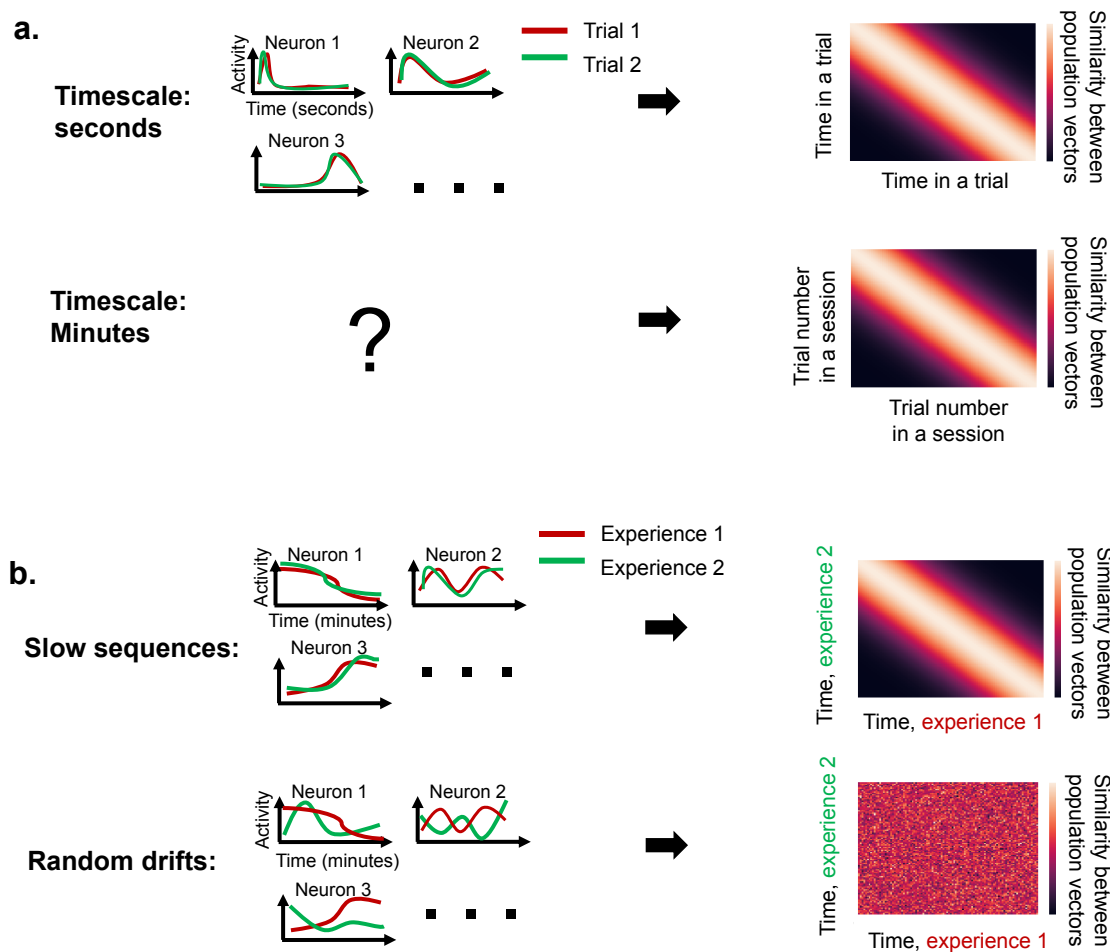 a.
Timescale:
seconds
Neuron 1
Activity
Time (seconds)
Neuron 2
Neuron 3
Trial 1
Trial 2
Time in a trial
Time in a trial
Similarity between
population vectors
Timescale:
Minutes
?
Trial number
in a session
Trial number
in a session
Similarity between
population vectors
b.
Slow sequences:
Neuron 1
Activity
Time (minutes)
Neuron 2
Neuron 3
Experience 1
Experience 2
Time, experience 2
Time, experience 1
Similarity between
population vectors
Random drifts:
Neuron 1
Activity
Time (minutes)
Neuron 2
Neuron 3
Time, experience 2
Time, experience 1
Similarity between
population vectors